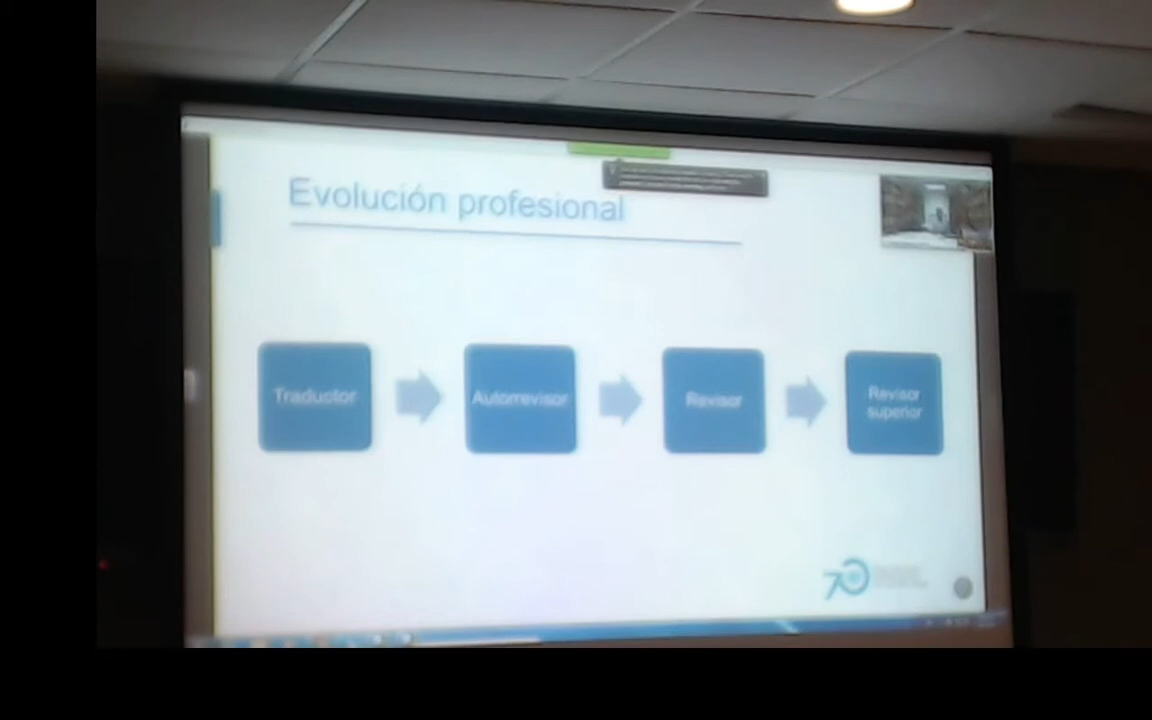 Evolución profesional
Traductor
Autorrevisor
Revisor
Revisor
superior
70